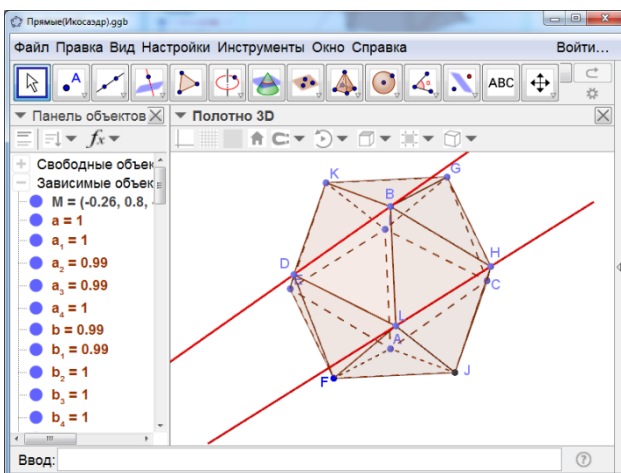 Прямые(Икосаэдр).ggb
Файл Правка Вид Настройки Инструменты Окно Справка Войти...
A ABC
Панель объектов Полотно 3D
fx
Свободные объек
Зависимые объек
M = (-0.26, 0.8, -
a = 1
a₁ = 1
a₂ = 0.99
a₃ = 0.99
a₄ = 1
b = 0.99
b₁ = 0.99
b₂ = 1
b₃ = 1
b₄ = 1
K
G
B
D
H
C
A
F
J
Ввод: